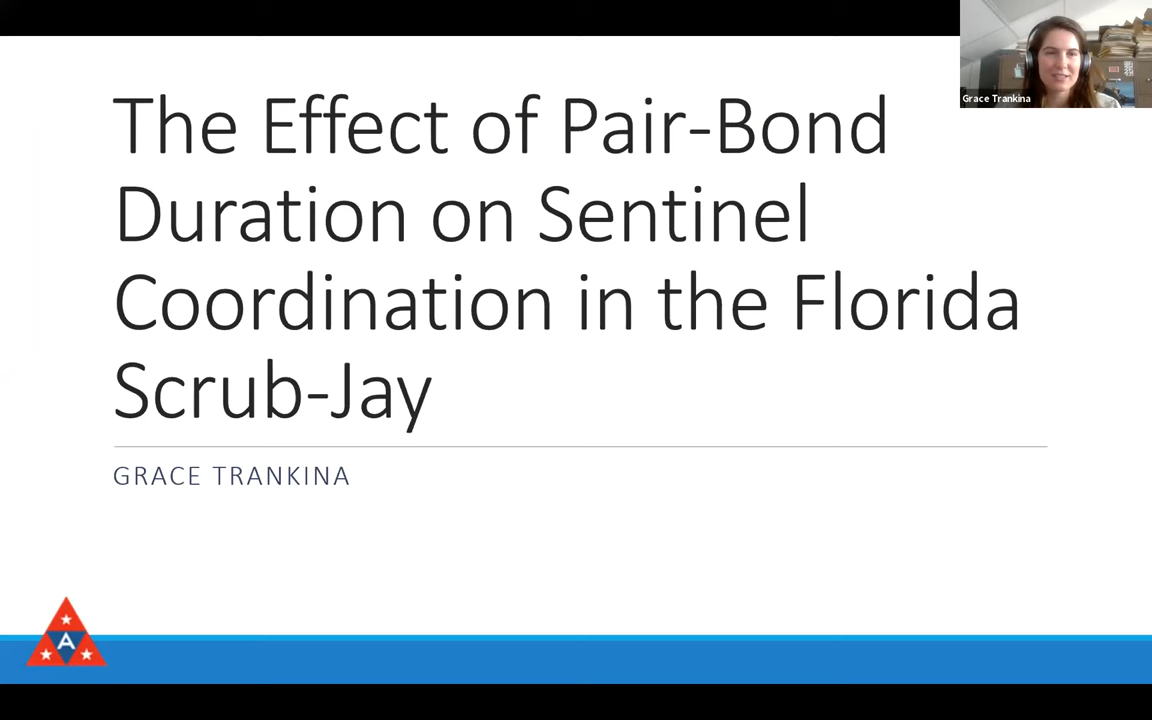 Grace Trankina
The Effect of Pair-Bond
Duration on Sentinel
Coordination in the Florida
Scrub-Jay
GRACE TRANKINA
A